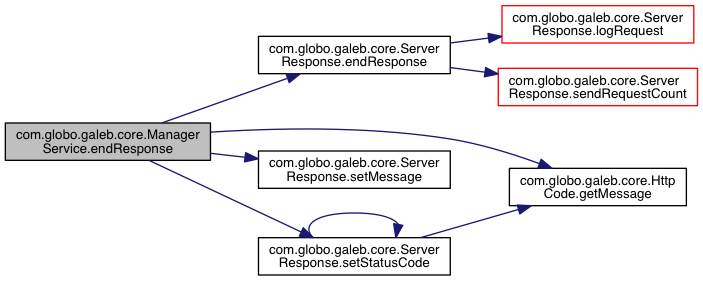 com.globo.galeb.core.Manager
Service.endResponse
com.globo.galeb.core.Server
Response.endResponse
com.globo.galeb.core.Server
Response.logRequest
com.globo.galeb.core.Server
Response.sendRequestCount
com.globo.galeb.core.Server
Response.setMessage
com.globo.galeb.core.Http
Code.getMessage
com.globo.galeb.core.Server
Response.setStatusCode